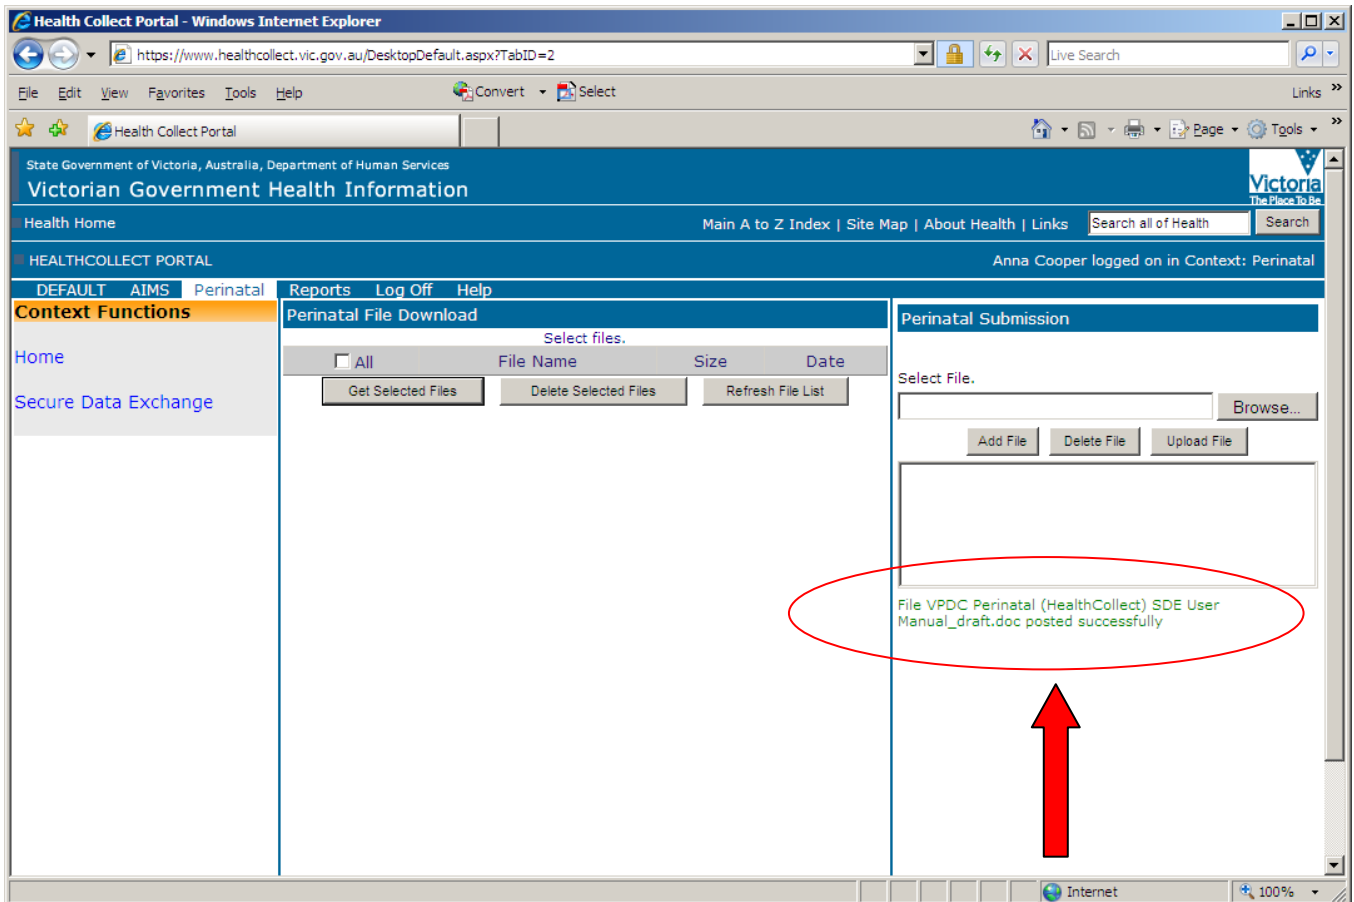 Health Collect Portal - Windows Internet Explorer
https://www.healthcollect.vic.gov.au/DesktopDefault.aspx?TabID=2
Live Search
File Edit View Favorites Tools Help
Convert Select
Links »
Health Collect Portal
Page Tools »
State Government of Victoria, Australia, Department of Human Services
Victorian Government Health Information
Victoria
The Place To Be
Health Home
Main A to Z Index | Site Map | About Health | Links
Search all of Health
Search
HEALTHCOLLECT PORTAL
Anna Cooper logged on in Context: Perinatal
DEFAULT AIMS Perinatal Reports Log Off Help
Context Functions
Home
Secure Data Exchange
Perinatal File Download
Select files.
All File Name Size Date
Get Selected Files Delete Selected Files Refresh File List
Perinatal Submission
Select File.
Browse...
Add File Delete File Upload File
File VPDC Perinatal (HealthCollect) SDE User
Manual_draft.doc posted successfully
Internet
100%